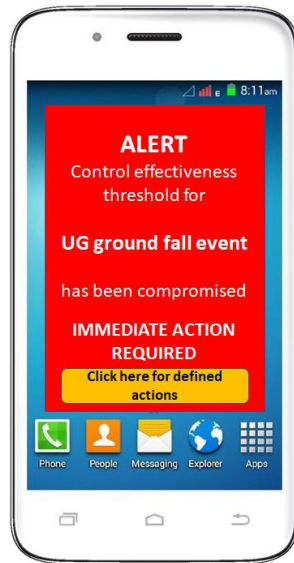 8:11am
ALERT
Control effectiveness
threshold for
UG ground fall event
has been compromised
IMMEDIATE ACTION
REQUIRED
Click here for defined
actions
Phone People Messaging Explorer Apps